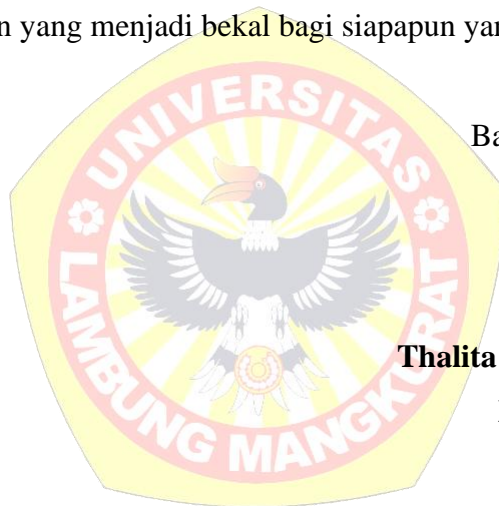 n yang menjadi bekal bagi siapapun yan
Ba
UNIVERSITAS
LAMBUNG MANGKURAT
Thalita